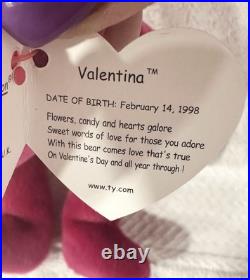 Valentina™
DATE OF BIRTH: February 14, 1998
Flowers, candy and hearts galore
Sweet words of love for those you adore
With this bear comes love that's true
On Valentine's Day and all year through !
www.ty.com